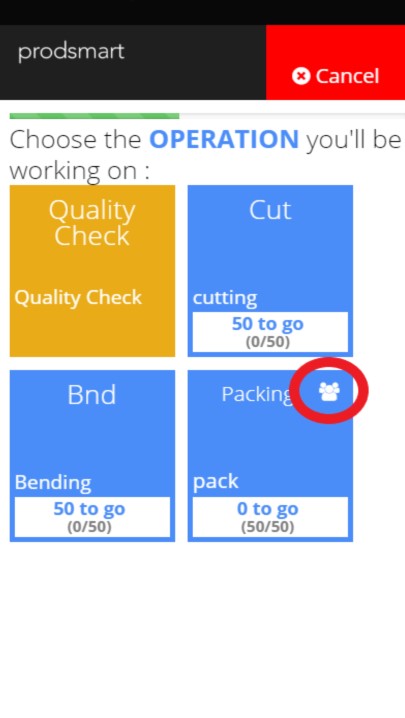 prodsmart
Cancel
Choose the OPERATION you'll be
working on :
Quality
Check
Quality Check
Cut
cutting
50 to go
(0/50)
Bnd
Bending
50 to go
(0/50)
Packing
pack
0 to go
(50/50)